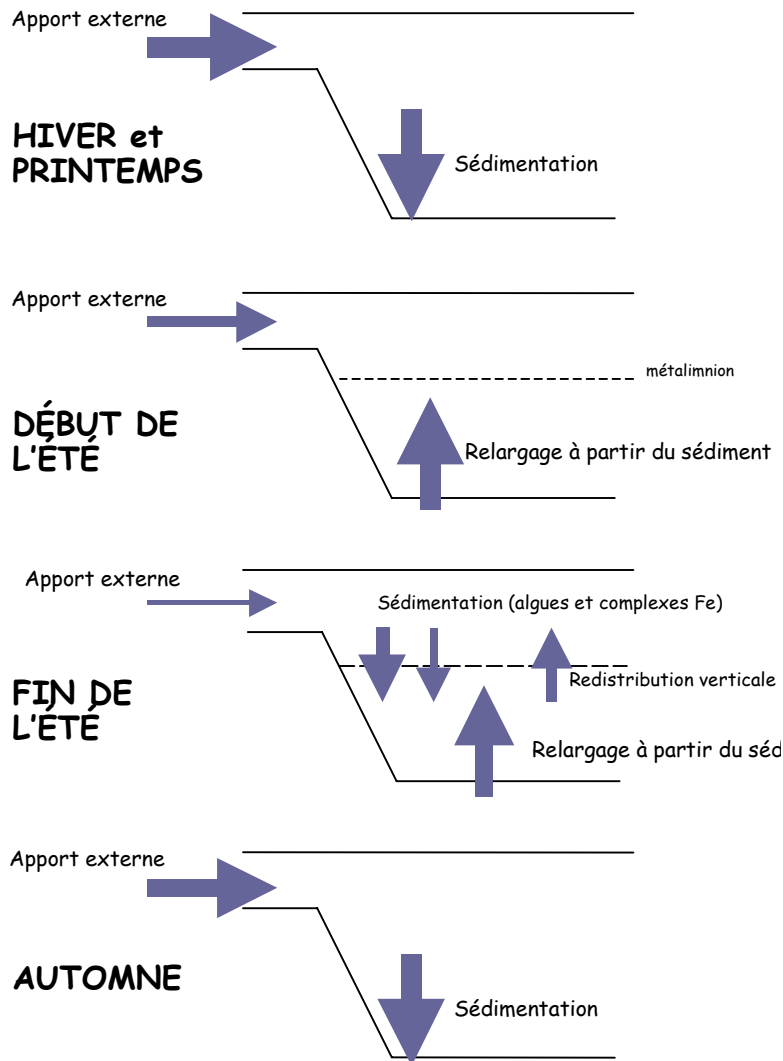 Apport externe
HIVER et
PRINTEMPS
Sédimentation
Apport externe
métalimnion
DÉBUT DE
L'ÉTÉ
Relargage à partir du sédiment
Apport externe
Sédimentation (algues et complexes Fe)
Redistribution verticale
FIN DE
L'ÉTÉ
Relargage à partir du séd
Apport externe
AUTOMNE
Sédimentation